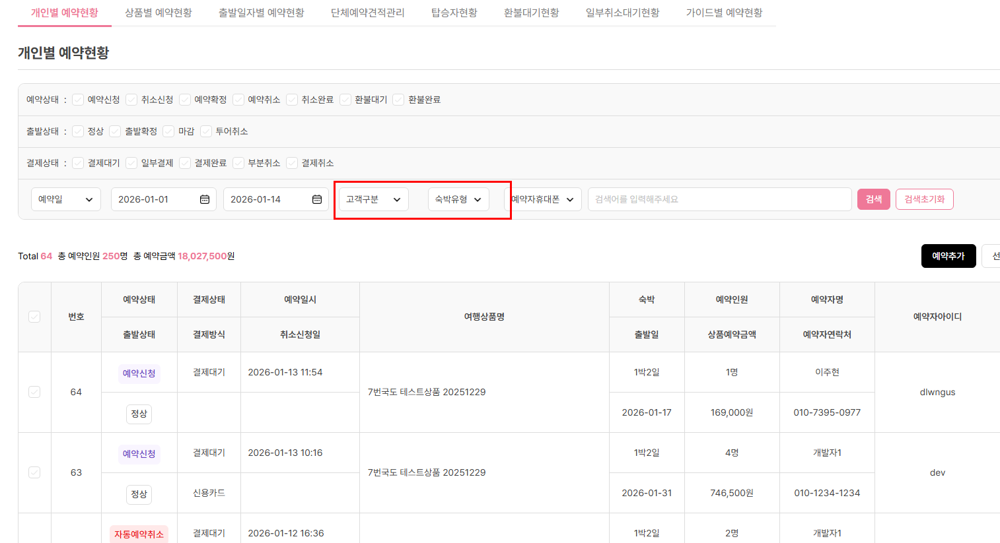 개인별 예약현황 상품별 예약현황 출발일자별 예약현황 단체예약견적관리 탑승자현황 환불대기현황 일부취소대기현황 가이드별 예약현황
개인별 예약현황
예약상태 : 예약신청 취소신청 예약확정 예약취소 취소완료 환불대기 환불완료
출발상태 : 정상 출발확정 마감 투어취소
결제상태 : 결제대기 일부결제 결제완료 부분취소 결제취소
예약일 2026-01-01 2026-01-14 고객구분 숙박유형 예약자휴대폰 검색어를 입력해주세요 검색 검색초기화
Total 64 총 예약인원 250명 총 예약금액 18,027,500원 예약추가 선
예약상태 결제상태 예약일시 숙박 예약인원 예약자명
번호 여행상품명 예약자아이디
출발상태 결제방식 취소신청일 출발일 상품예약금액 예약자연락처
예약신청 결제대기 2026-01-13 11:54 1박2일 1명 이주현
64 7번국도 테스트상품 20251229 dlwngus
정상 2026-01-17 169,000원 010-7395-0977
예약신청 결제대기 2026-01-13 10:16 1박2일 4명 개발자1
63 7번국도 테스트상품 20251229 dev
정상 신용카드 2026-01-31 746,500원 010-1234-1234
자동예약취소 결제대기 2026-01-12 16:36 1박2일 2명 개발자1